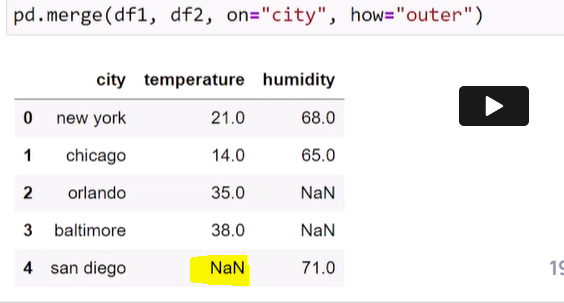 pd.merge(df1, df2, on="city", how="outer")
city temperature humidity
0 new york 21.0 68.0
1 chicago 14.0 65.0
2 orlando 35.0 NaN
3 baltimore 38.0 NaN
4 san diego NaN 71.0